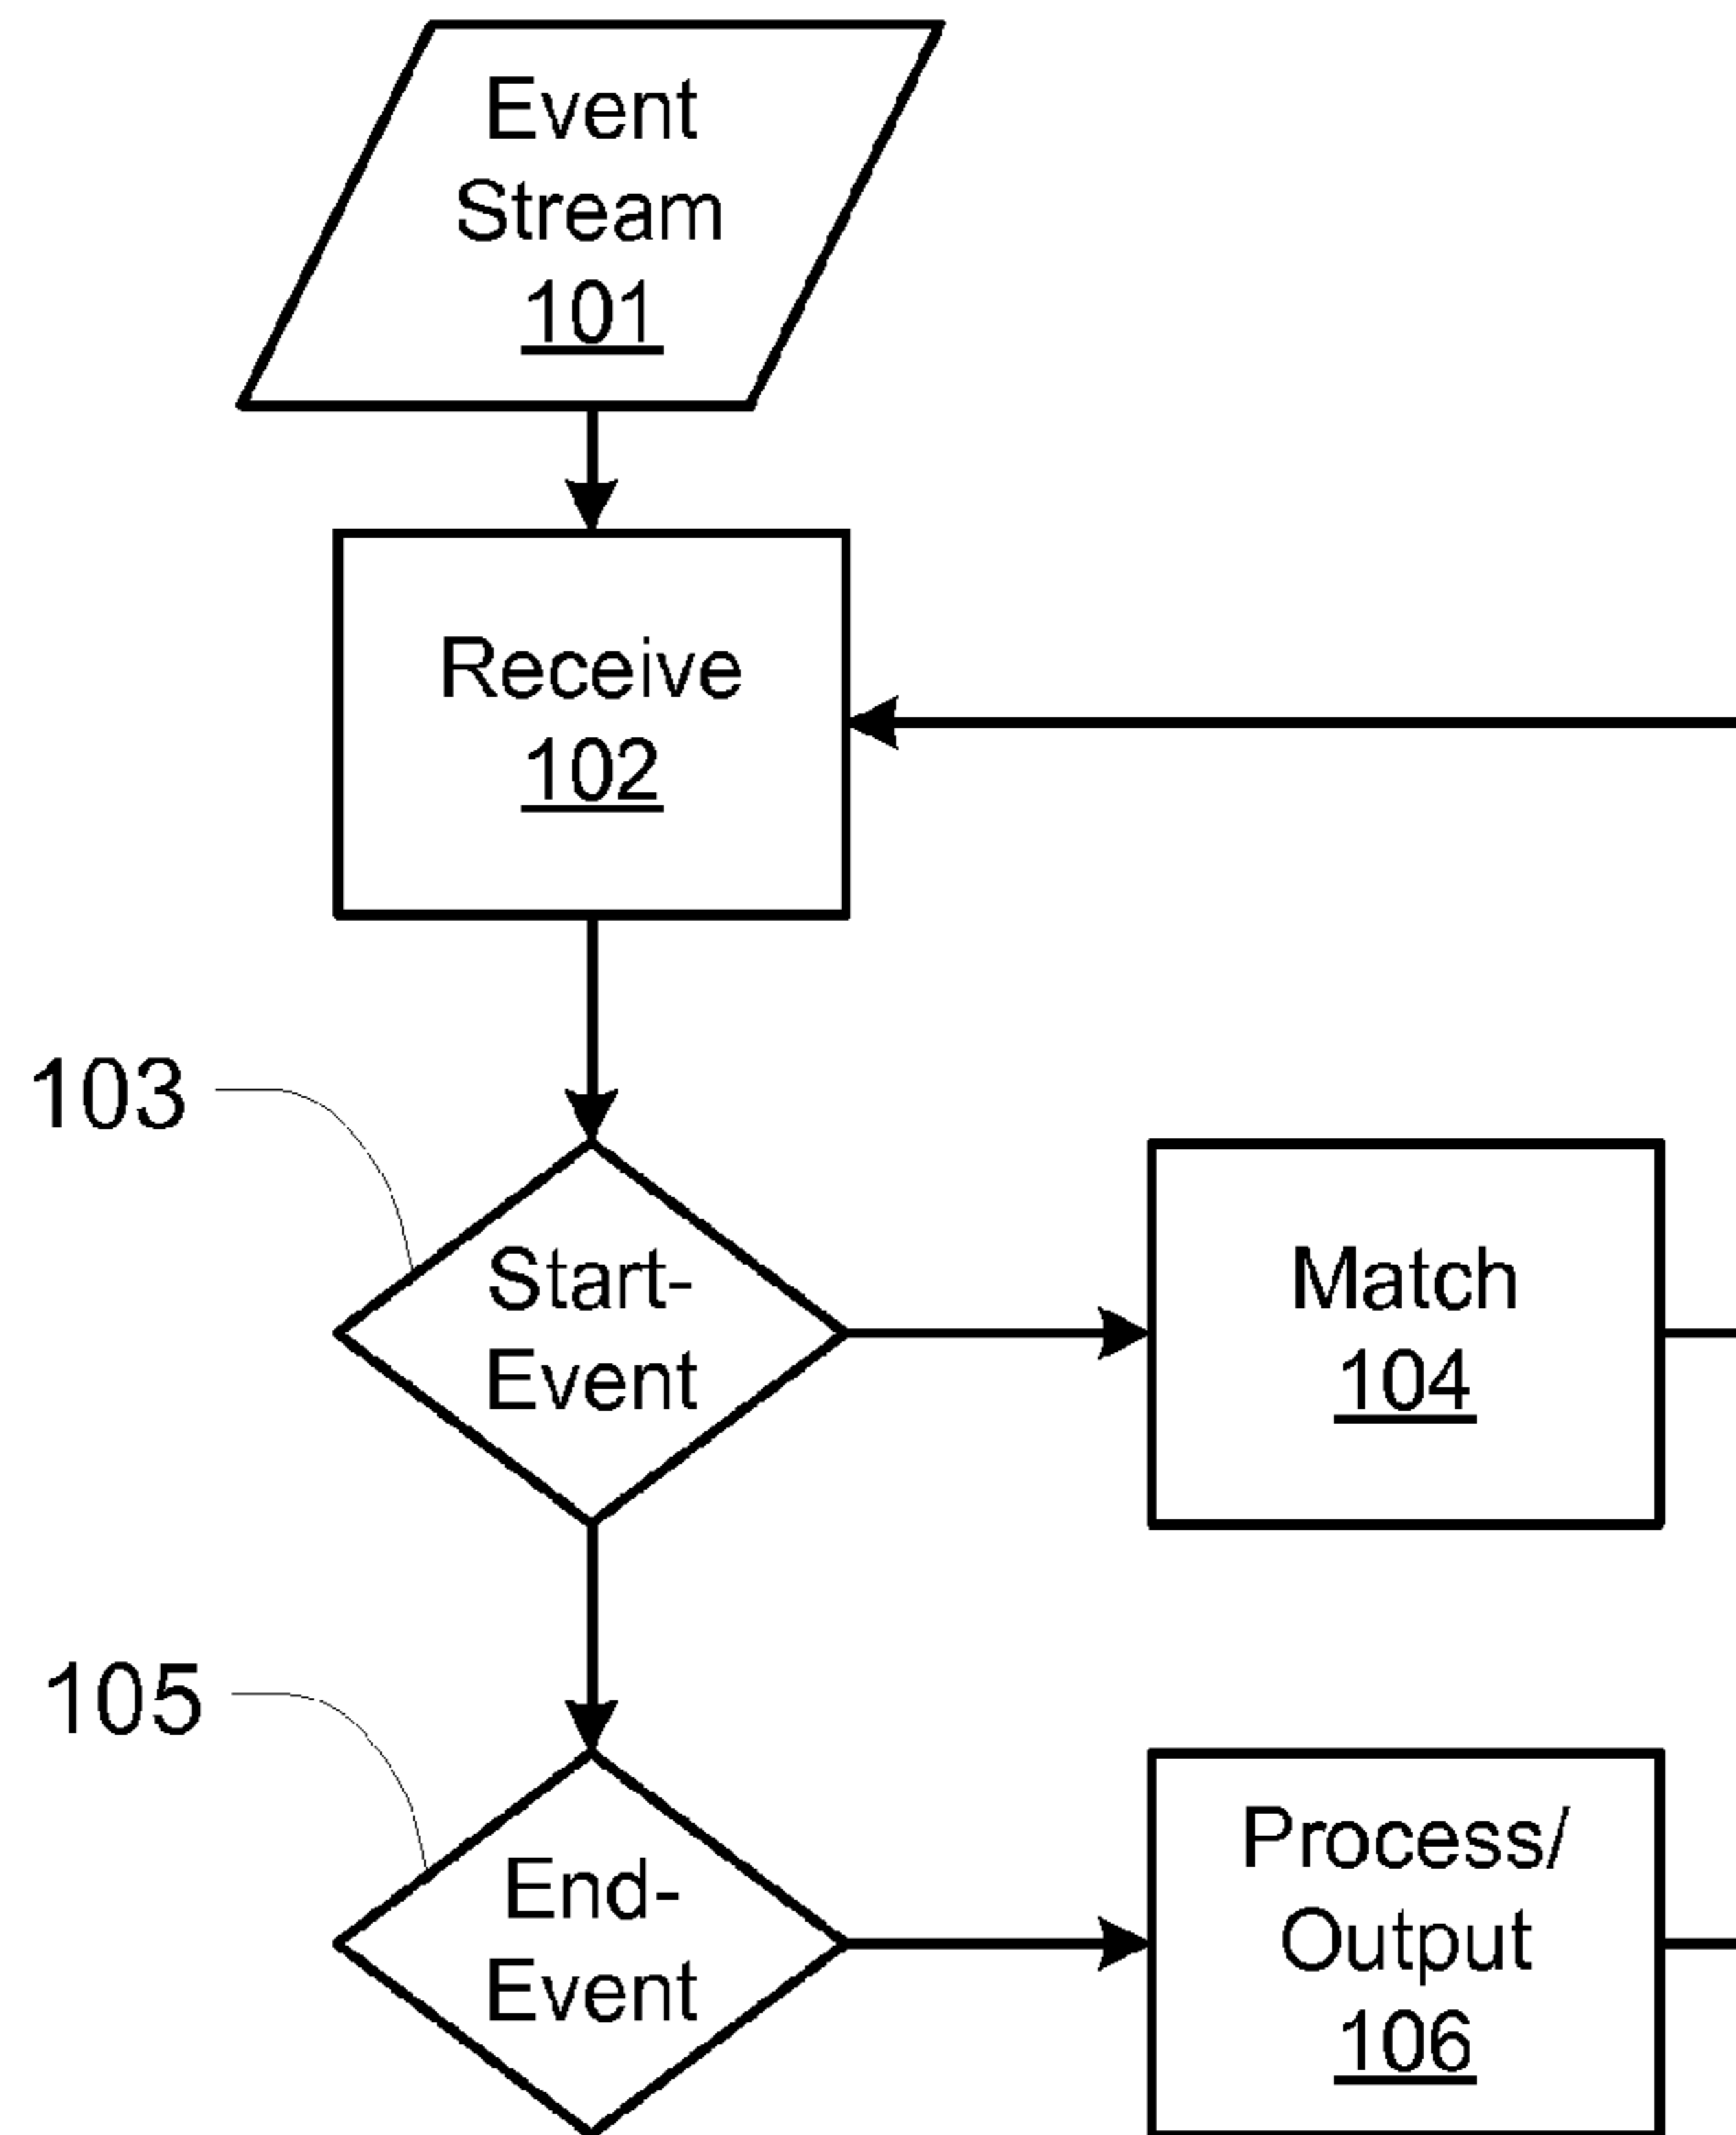 Event
Stream
101
Receive
102
103
Start-
Event
Match
104
105
End-
Event
Process/
Output
106